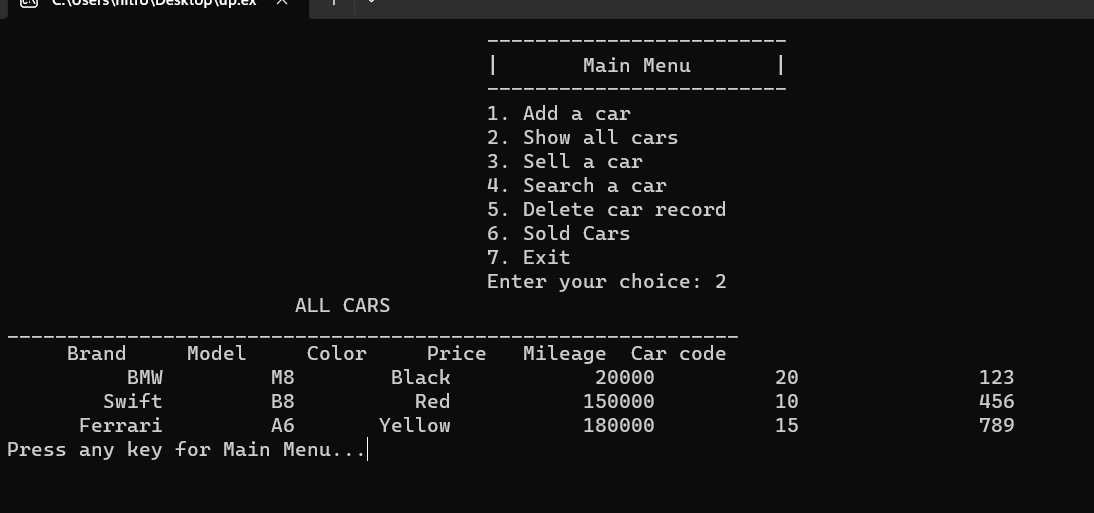 C:\Users\nitro\Desktop\up.ex
------------------------
| Main Menu |
------------------------
1. Add a car
2. Show all cars
3. Sell a car
4. Search a car
5. Delete car record
6. Sold Cars
7. Exit
Enter your choice: 2
ALL CARS
_____________________________________________________________
Brand Model Color Price Mileage Car code
BMW M8 Black 20000 20 123
Swift B8 Red 150000 10 456
Ferrari A6 Yellow 180000 15 789
Press any key for Main Menu...